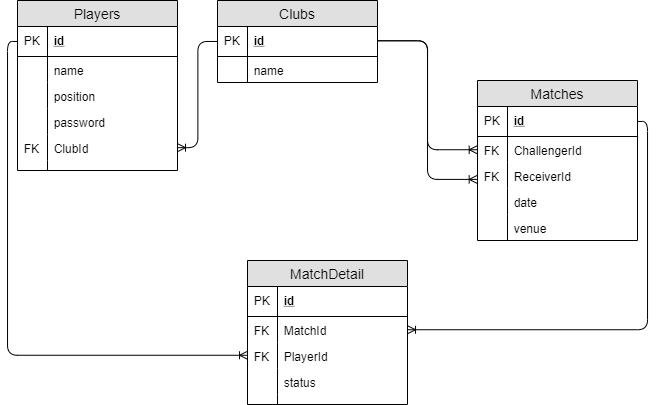 Players
PK id
name
position
password
FK ClubId
Clubs
PK id
name
Matches
PK id
FK ChallengerId
FK ReceiverId
date
venue
MatchDetail
PK id
FK MatchId
FK PlayerId
status